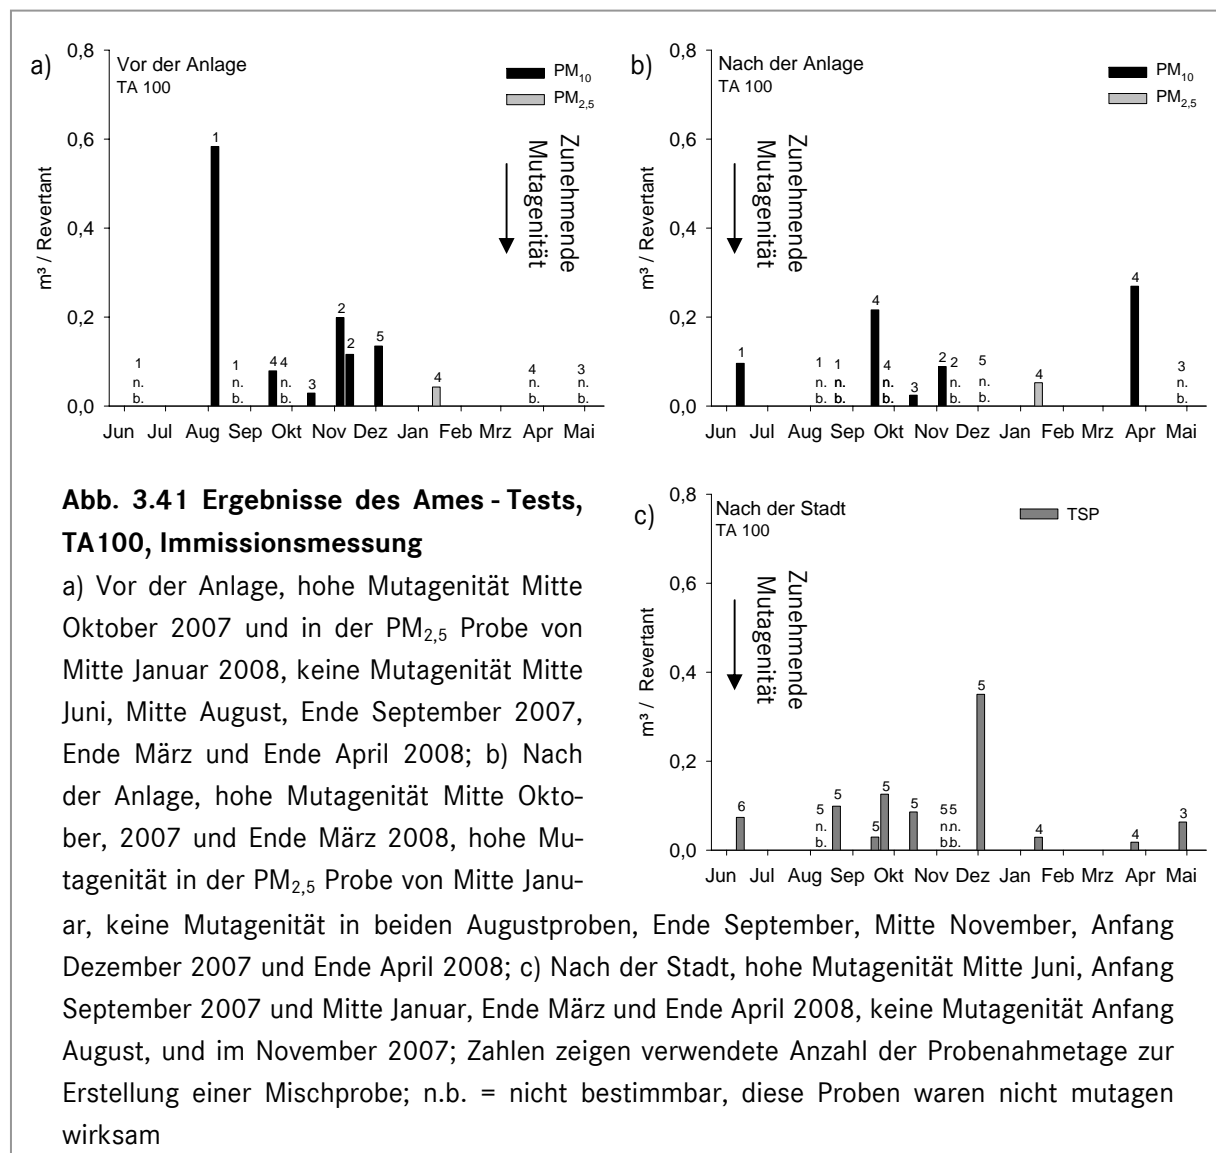 a)
Vor der Anlage
TA 100
PM10
PM2,5
Zunehmende
Mutagenität
m³ / Revertant
0,8
0,6
0,4
0,2
0,0
1 n. b.
1
1 n. b.
4
4 n. b.
3
2
2
5
4
4 n. b.
3 n. b.
Jun Jul Aug Sep Okt Nov Dez Jan Feb Mrz Apr Mai
b)
Nach der Anlage
TA 100
PM10
PM2,5
Zunehmende
Mutagenität
m³ / Revertant
0,8
0,6
0,4
0,2
0,0
1
1 n. b.
1 n. b.
4
4 n. b.
3
2
2 n. b.
5 n. b.
4
4
3 n. b.
Jun Jul Aug Sep Okt Nov Dez Jan Feb Mrz Apr Mai
c)
Nach der Stadt
TA 100
TSP
Zunehmende
Mutagenität
m³ / Revertant
0,8
0,6
0,4
0,2
0,0
6
5 n. b.
5
5
5
5
5 n. b.
5 n. b.
5
4
4
3
Jun Jul Aug Sep Okt Nov Dez Jan Feb Mrz Apr Mai
Abb. 3.41 Ergebnisse des Ames - Tests,
TA100, Immissionsmessung
a) Vor der Anlage, hohe Mutagenität Mitte
Oktober 2007 und in der PM2,5 Probe von
Mitte Januar 2008, keine Mutagenität Mitte
Juni, Mitte August, Ende September 2007,
Ende März und Ende April 2008; b) Nach
der Anlage, hohe Mutagenität Mitte Okto-
ber, 2007 und Ende März 2008, hohe Mu-
tagenität in der PM2,5 Probe von Mitte Janu-
ar, keine Mutagenität in beiden Augustproben, Ende September, Mitte November, Anfang
Dezember 2007 und Ende April 2008; c) Nach der Stadt, hohe Mutagenität Mitte Juni, Anfang
September 2007 und Mitte Januar, Ende März und Ende April 2008, keine Mutagenität Anfang
August, und im November 2007; Zahlen zeigen verwendete Anzahl der Probenahmetage zur
Erstellung einer Mischprobe; n.b. = nicht bestimmbar, diese Proben waren nicht mutagen
wirksam